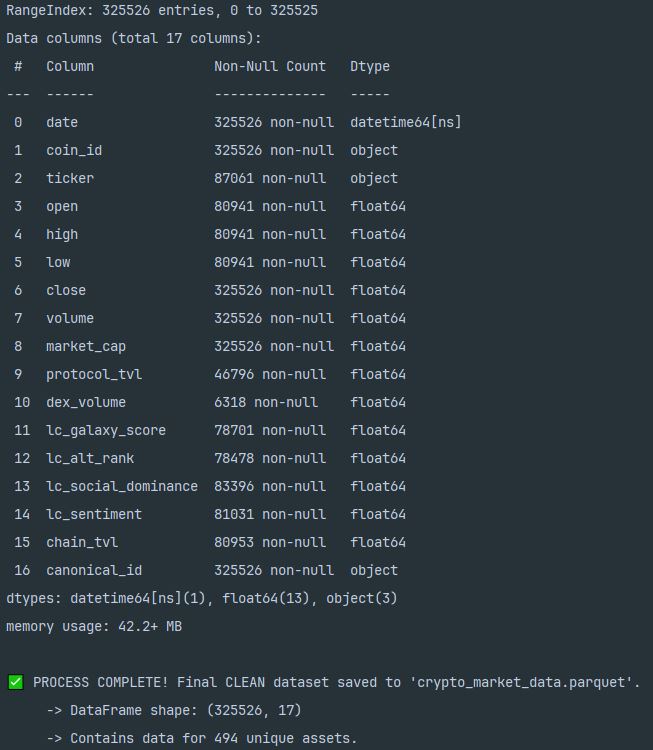 RangeIndex: 325526 entries, 0 to 325525
Data columns (total 17 columns):
 #   Column               Non-Null Count   Dtype
---  ------               --------------   -----
 0   date                 325526 non-null  datetime64[ns]
 1   coin_id              325526 non-null  object
 2   ticker               87061 non-null   object
 3   open                 80941 non-null   float64
 4   high                 80941 non-null   float64
 5   low                  80941 non-null   float64
 6   close                325526 non-null  float64
 7   volume               325526 non-null  float64
 8   market_cap           325526 non-null  float64
 9   protocol_tvl         46796 non-null   float64
 10  dex_volume           6318 non-null    float64
 11  lc_galaxy_score      78701 non-null   float64
 12  lc_alt_rank          78478 non-null   float64
 13  lc_social_dominance  83396 non-null   float64
 14  lc_sentiment         81031 non-null   float64
 15  chain_tvl            80953 non-null   float64
 16  canonical_id         325526 non-null  object
dtypes: datetime64[ns](1), float64(13), object(3)
memory usage: 42.2+ MB
✅ PROCESS COMPLETE! Final CLEAN dataset saved to 'crypto_market_data.parquet'.
     -> DataFrame shape: (325526, 17)
     -> Contains data for 494 unique assets.